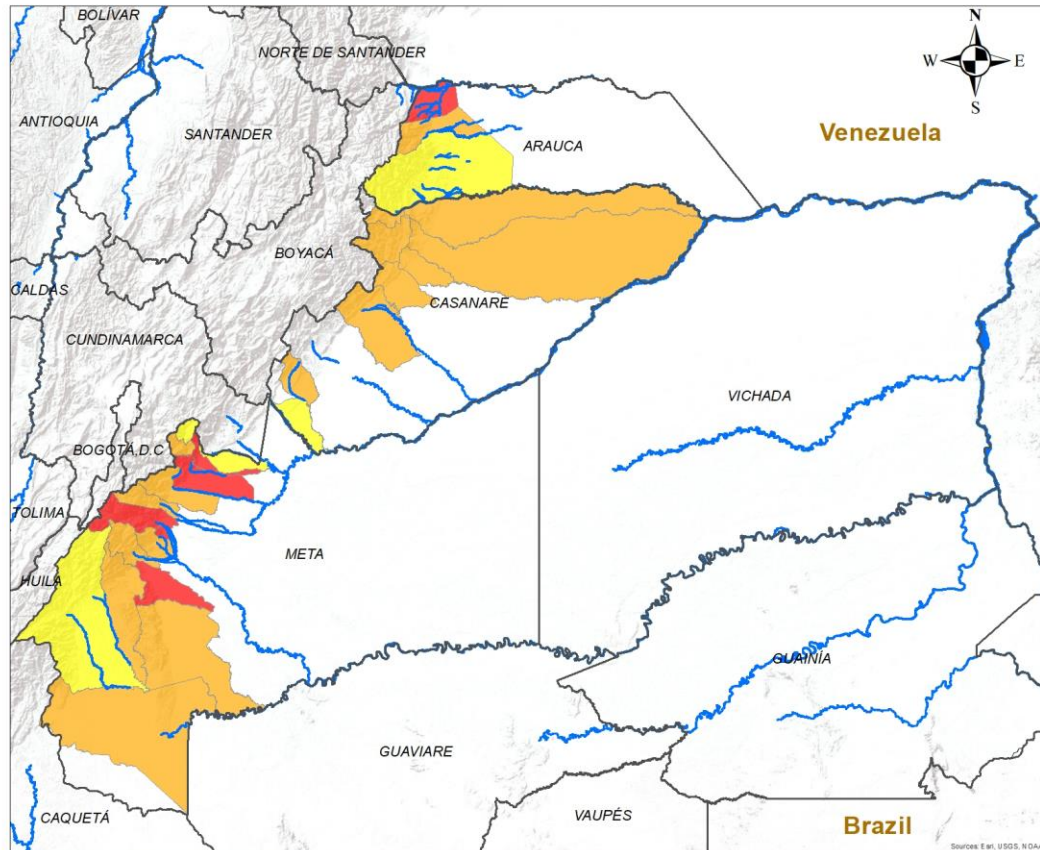 BOLÍVAR
NORTE DE SANTANDER
N
W
E
S
ANTIOQUIA
SANTANDER
ARAUCA
Venezuela
BOYACÁ
CALDAS
CASANARE
CUNDINAMARCA
VICHADA
BOGOTÁ,D.C
TOLIMA
META
HUILA
GUAINÍA
GUAVIARE
CAQUETÁ
VAUPÉS
Brazil
Sources: Esri, USGS, NOAA